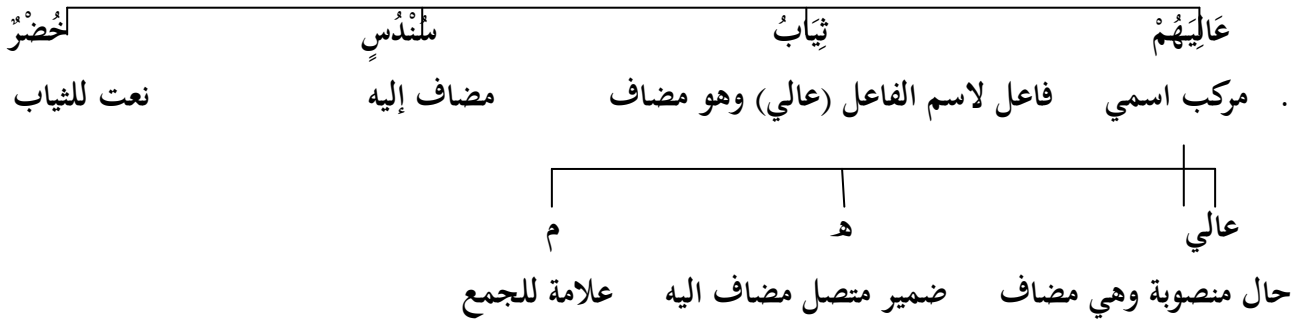 عَالِيَهُمْ ثِيَابُ سُنْدُسٍ خُضْرٌ
. مركب اسمي فاعل لاسم الفاعل (عالي) وهو مضاف مضاف إليه نعت للثياب
عالي هـ م
حال منصوبة وهي مضاف ضمير متصل مضاف اليه علامة للجمع